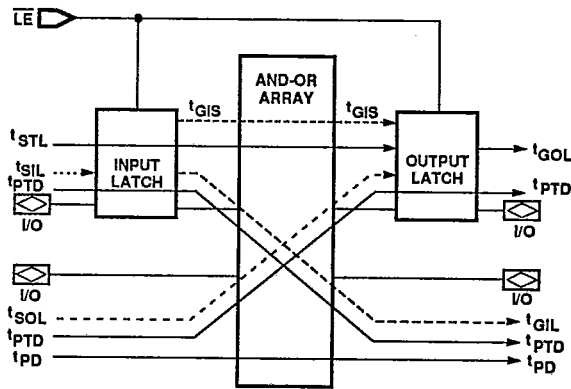 LE
AND-OR
ARRAY
tGIS
tGIS
tSTL
INPUT
LATCH
OUTPUT
LATCH
tGOL
tSIL
tPTD
tPTD
I/O
I/O
I/O
I/O
tSOL
tGIL
tPTD
tPTD
tPD
tPD